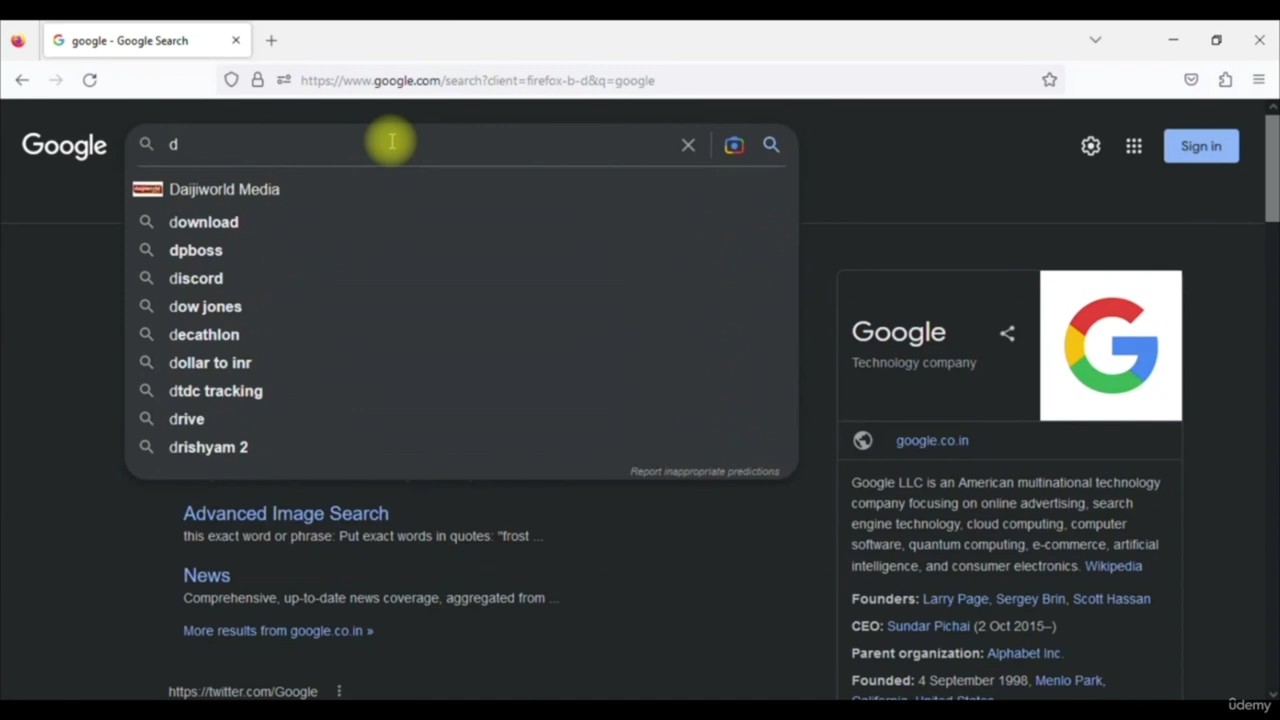 google - Google Search
https://www.google.com/search?client=firefox-b-d&q=google
Google
d
Sign in
Daijiworld Media
download
dpboss
discord
dow jones
decathlon
dollar to inr
dtdc tracking
drive
drishyam 2
Report inappropriate predictions
Advanced Image Search
this exact word or phrase: Put exact words in quotes: "frost ...
News
Comprehensive, up-to-date news coverage, aggregated from ...
More results from google.co.in »
https://twitter.com/Google
Google
Technology company
google.co.in
Google LLC is an American multinational technology
company focusing on online advertising, search
engine technology, cloud computing, computer
software, quantum computing, e-commerce, artificial
intelligence, and consumer electronics. Wikipedia
Founders: Larry Page, Sergey Brin, Scott Hassan
CEO: Sundar Pichai (2 Oct 2015–)
Parent organization: Alphabet Inc.
Founded: 4 September 1998, Menlo Park,
California, United States
ûdemy